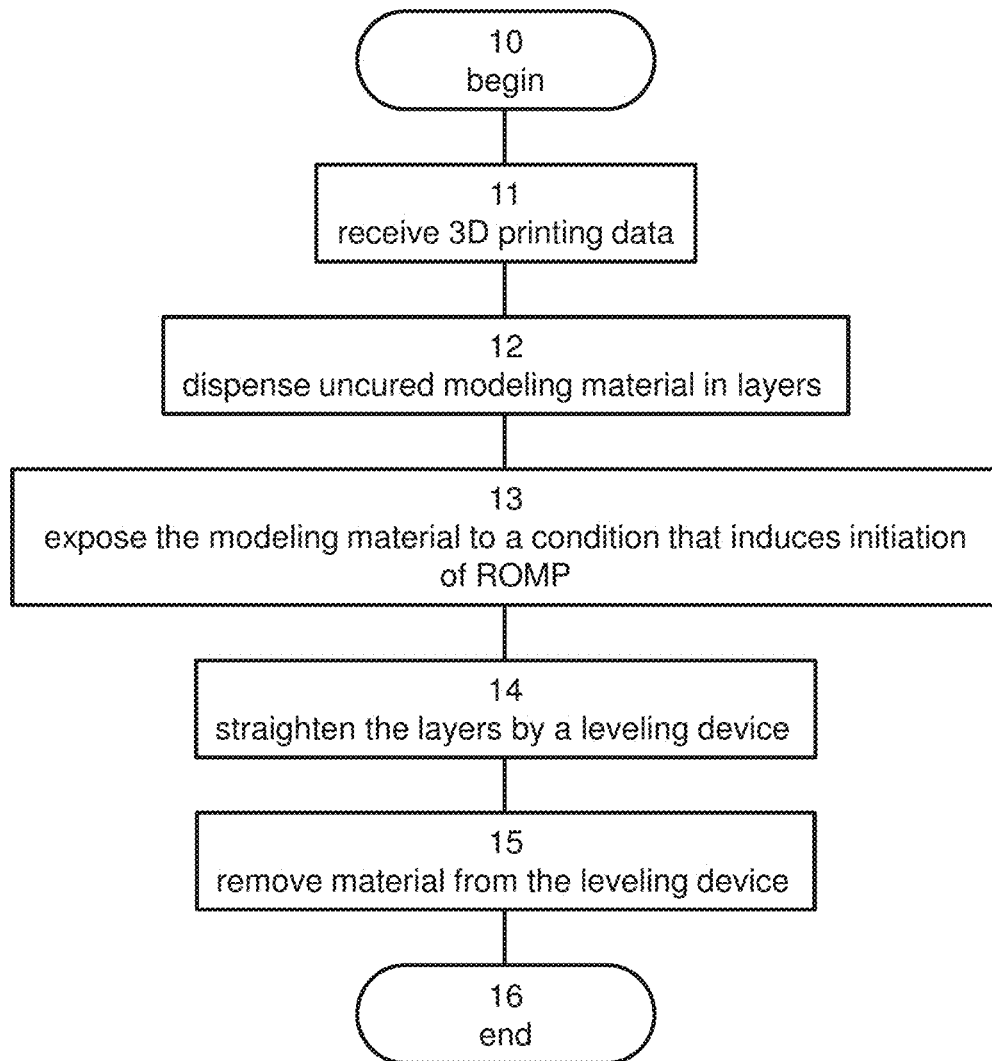 10
begin
11
receive 3D printing data
12
dispense uncured modeling material in layers
13
expose the modeling material to a condition that induces initiation
of ROMP
14
straighten the layers by a leveling device
15
remove material from the leveling device
16
end